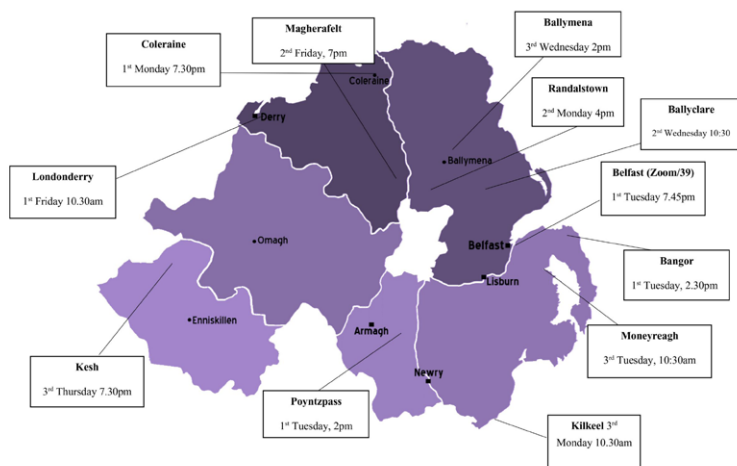 Magherafelt
2nd Friday, 7pm
Ballymena
3rd Wednesday 2pm
Coleraine
1st Monday 7.30pm
Randalstown
2nd Monday 4pm
Ballyclare
2nd Wednesday 10:30
Londonderry
1st Friday 10.30am
Belfast (Zoom/39)
1st Tuesday 7.45pm
Bangor
1st Tuesday, 2.30pm
Moneyreagh
3rd Tuesday, 10:30am
Kesh
3rd Thursday 7.30pm
Poyntzpass
1st Tuesday, 2pm
Kilkeel 3rd
Monday 10.30am
Coleraine
Derry
Ballymena
Omagh
Belfast
Lisburn
Enniskillen
Armagh
Newry